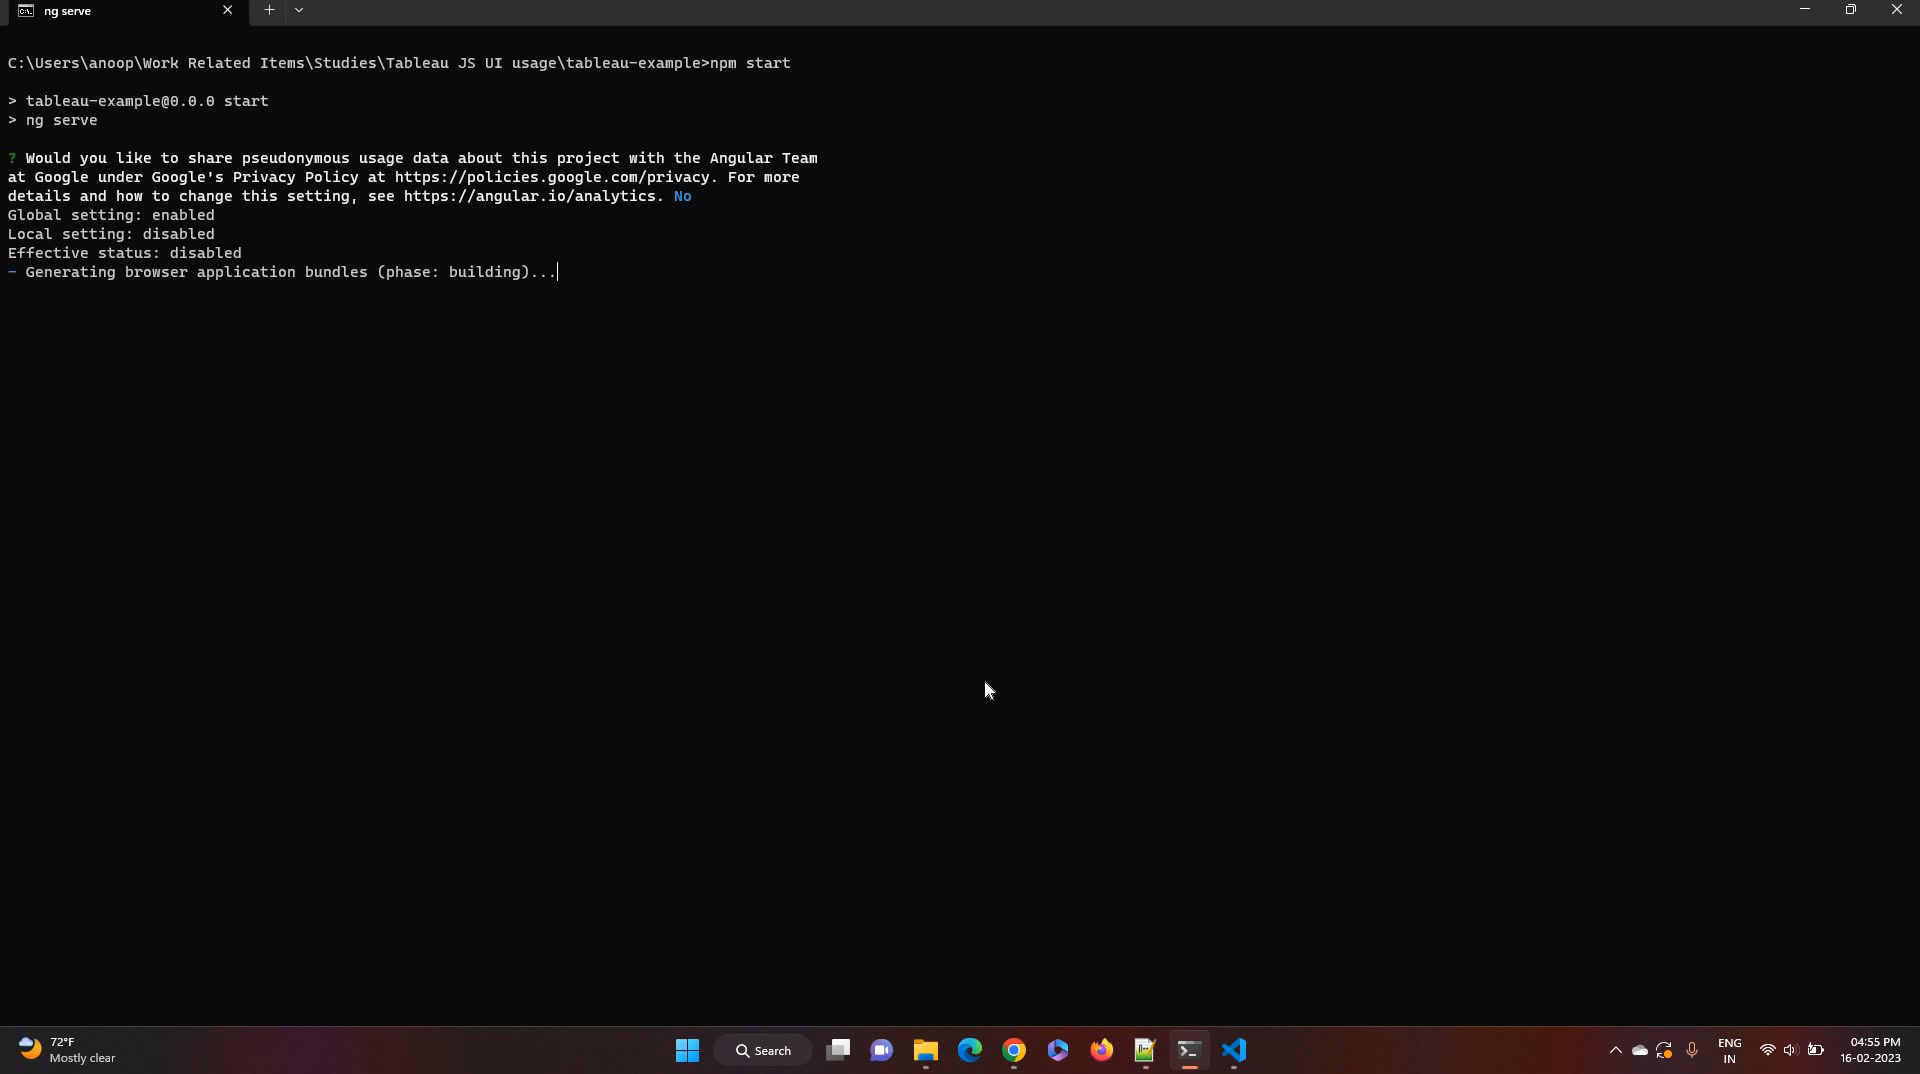 ng serve
C:\Users\anoop\Work Related Items\Studies\Tableau JS UI usage\tableau-example>npm start
> tableau-example@0.0.0 start
> ng serve
? Would you like to share pseudonymous usage data about this project with the Angular Team
at Google under Google's Privacy Policy at https://policies.google.com/privacy. For more
details and how to change this setting, see https://angular.io/analytics. No
Global setting: enabled
Local setting: disabled
Effective status: disabled
- Generating browser application bundles (phase: building)...
72°F
Mostly clear
Search
ENG
IN
04:55 PM
16-02-2023